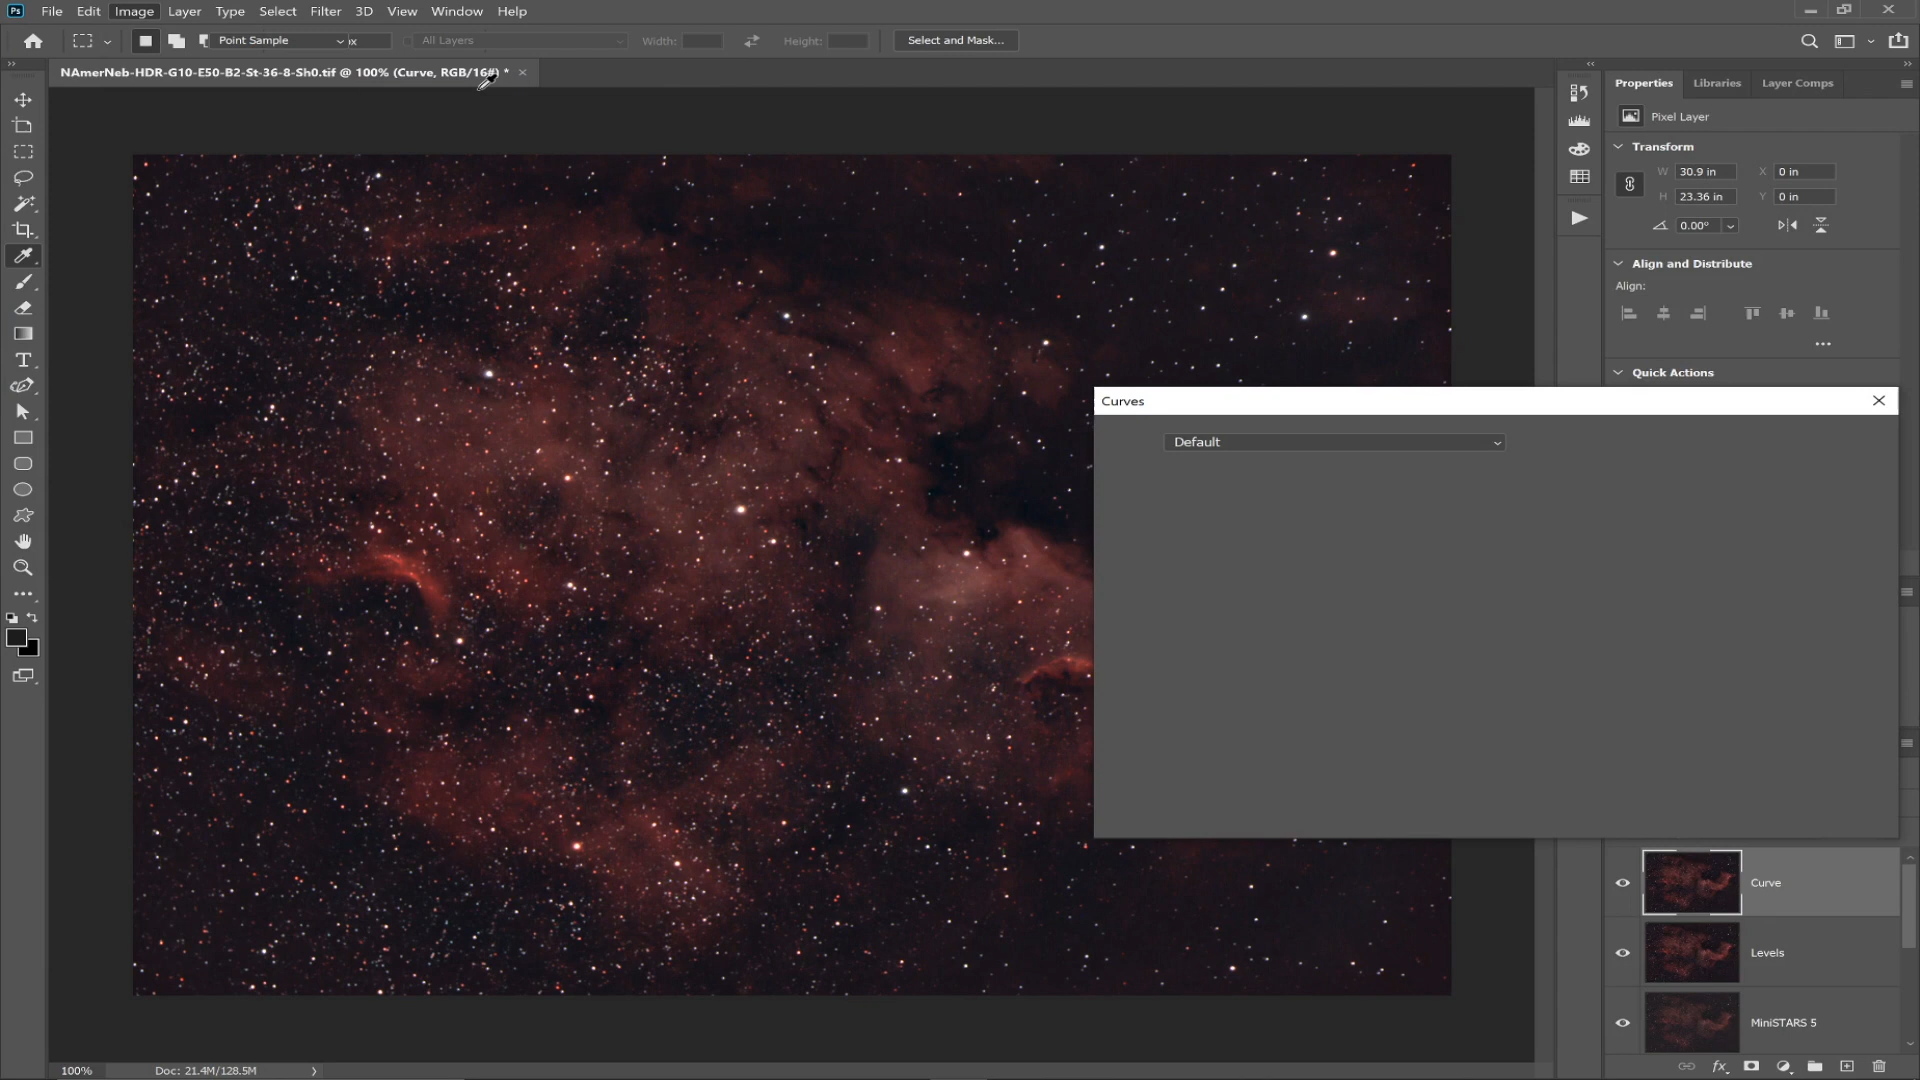 Ps File Edit Image Layer Type Select Filter 3D View Window Help
Point Sample All Layers Width: Height: Select and Mask...
NAmerNeb-HDR-G10-E50-B2-St-36-8-Sh0.tif @ 100% (Curve, RGB/16#) *
Properties Libraries Layer Comps
Pixel Layer
Transform
W 30.9 in X 0 in
H 23.36 in Y 0 in
0.00°
Align and Distribute
Align:
Quick Actions
Curves
Default
Curve
Levels
MiniSTARS 5
fx
100% Doc: 21.4M/128.5M